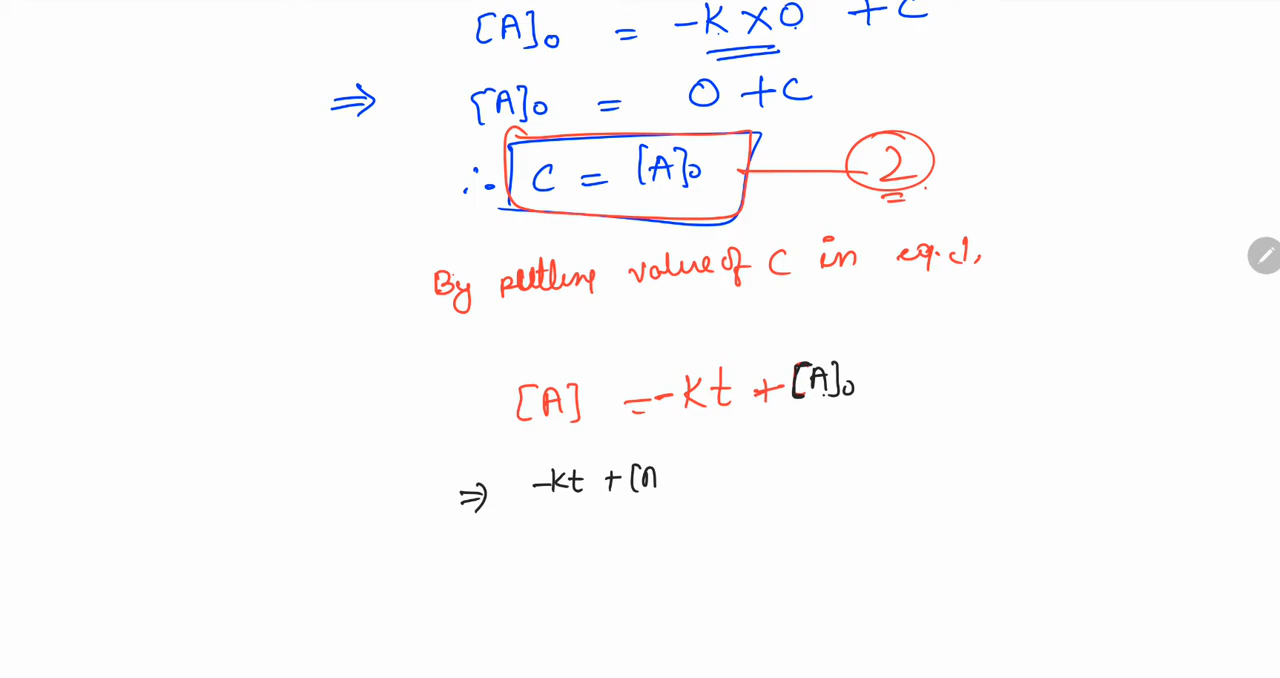 [A]₀ = -K×0 + C
⇒ [A]₀ = 0 + C
∴ C = [A]₀ — 2
By putting value of C in eq. 1,
[A] = -Kt + [A]₀
⇒ -Kt + [A